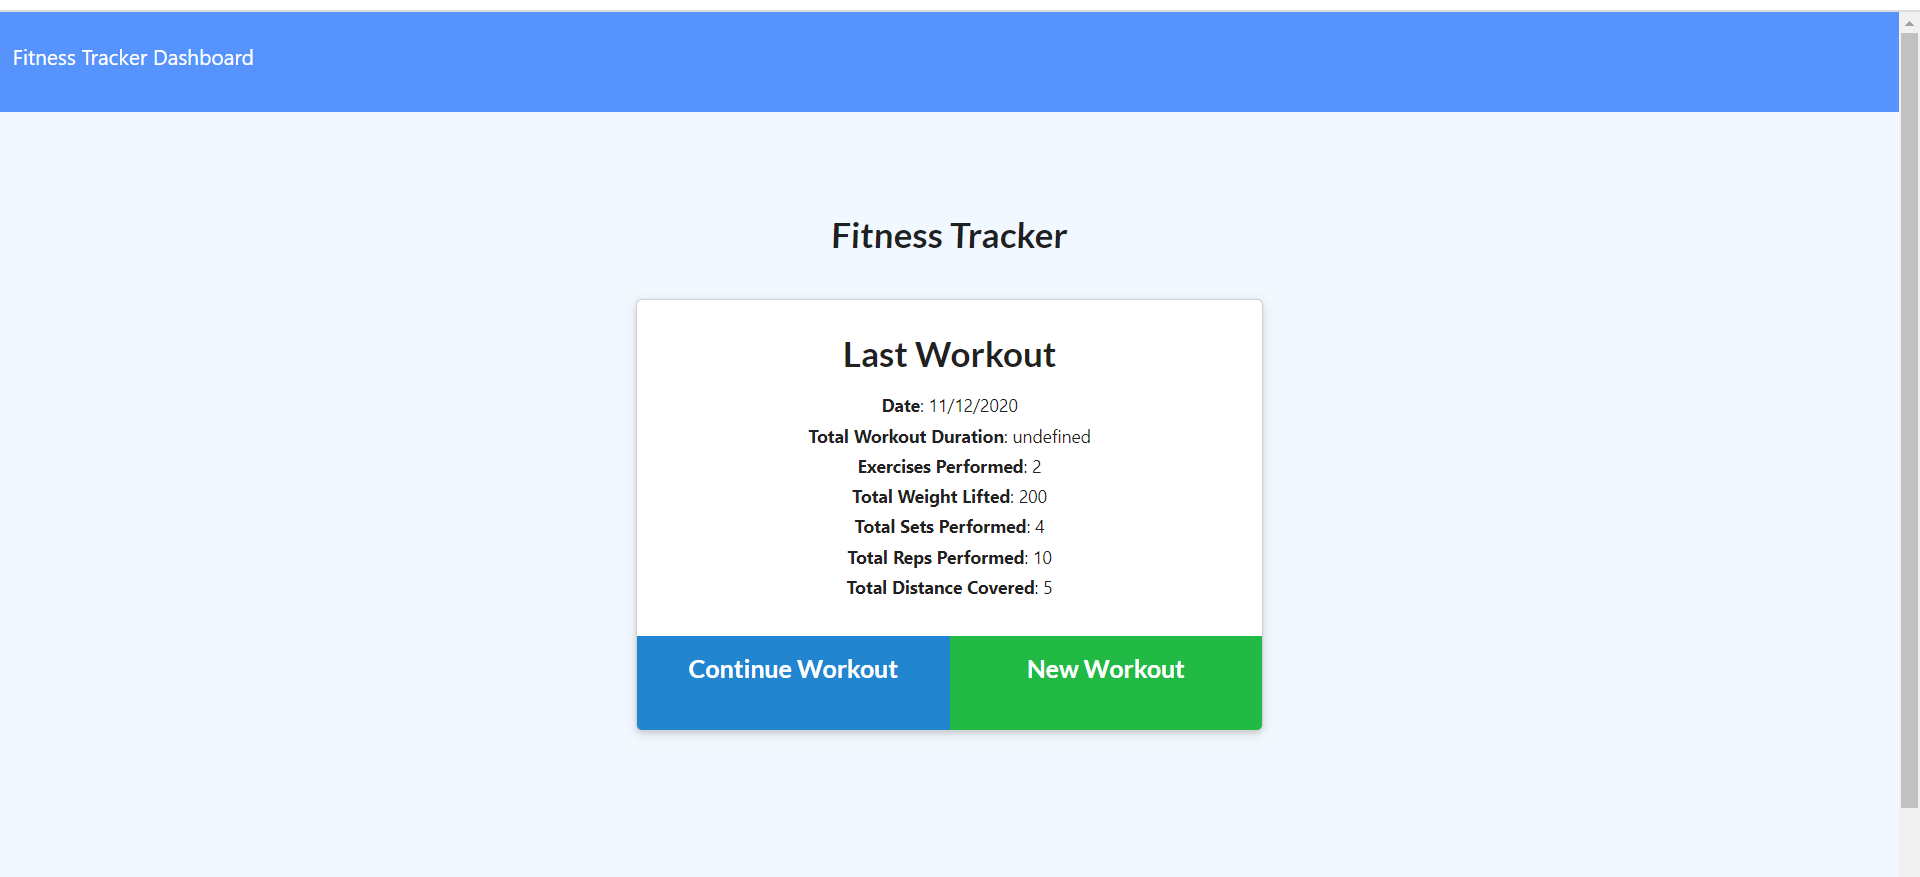 Fitness Tracker Dashboard
Fitness Tracker
Last Workout
Date: 11/12/2020
Total Workout Duration: undefined
Exercises Performed: 2
Total Weight Lifted: 200
Total Sets Performed: 4
Total Reps Performed: 10
Total Distance Covered: 5
Continue Workout
New Workout